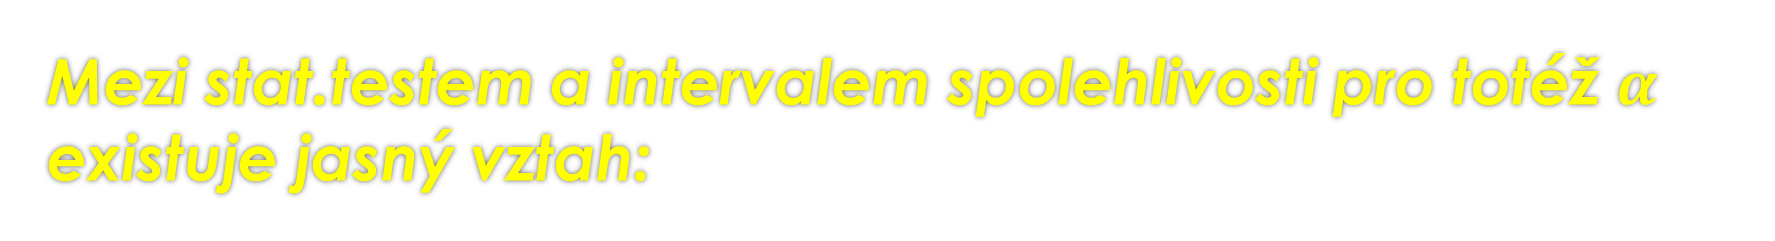 Mezi stat.testem a intervalem spolehlivosti pro totéž α
existuje jasný vztah: